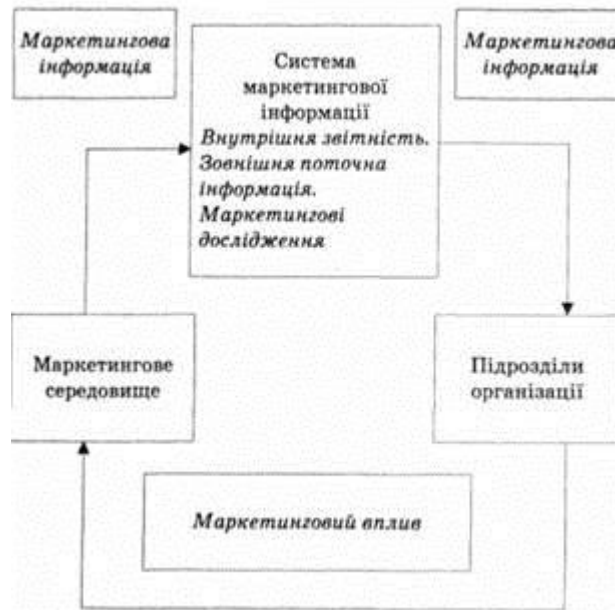 Маркетингова
інформація
Система
маркетингової
інформації
Внутрішня звітність.
Зовнішня поточна
інформація.
Маркетингові
дослідження
Маркетингова
інформація
Маркетингове
середовище
Підрозділи
організації
Маркетинговий вплив